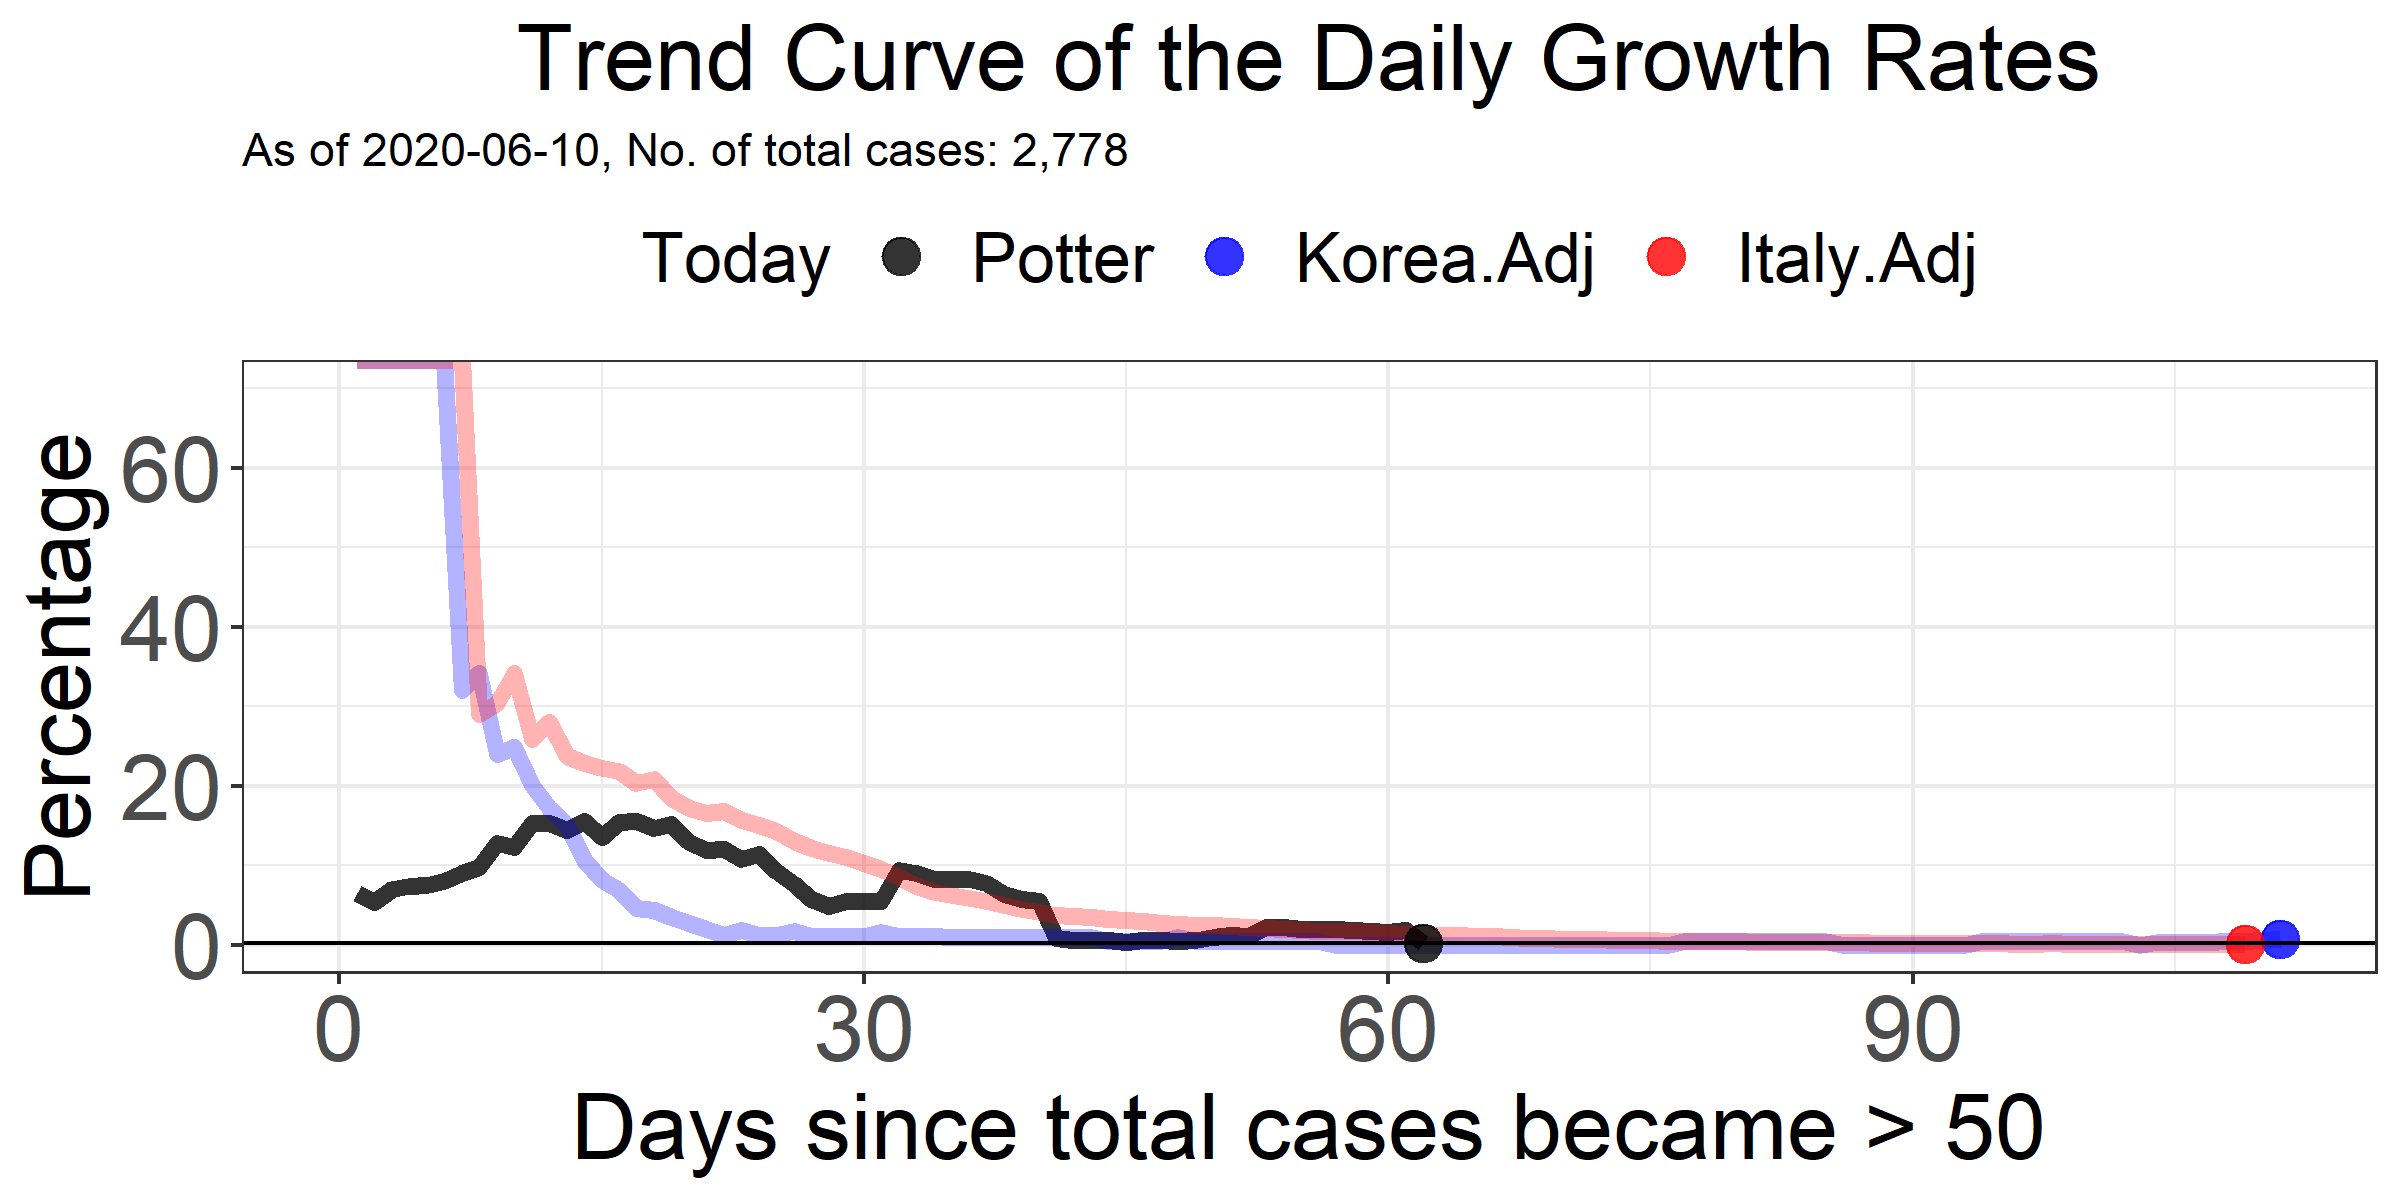 Trend Curve of the Daily Growth Rates
As of 2020-06-10, No. of total cases: 2,778
Today Potter Korea.Adj Italy.Adj
Percentage
60
40
20
0
0 30 60 90
Days since total cases became > 50